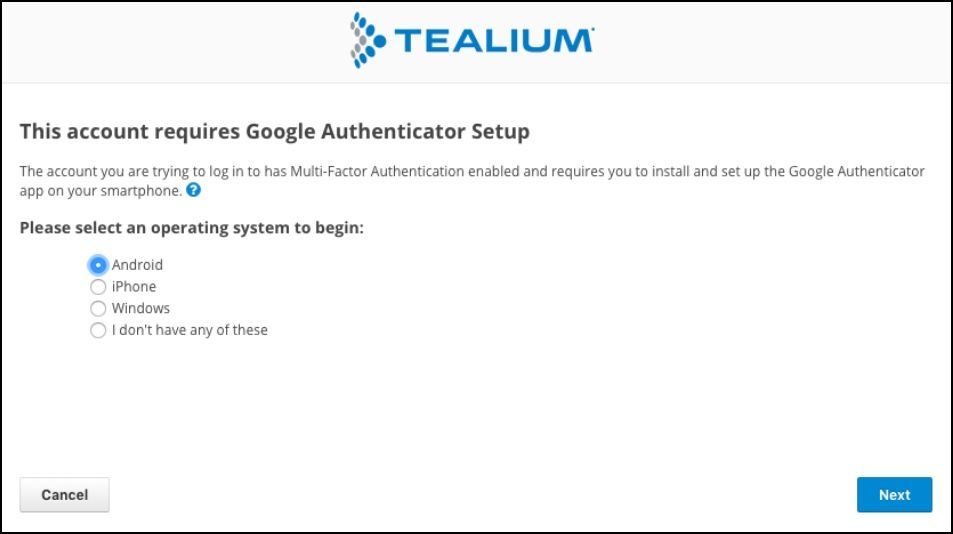 TEALIUM
This account requires Google Authenticator Setup
The account you are trying to log in to has Multi-Factor Authentication enabled and requires you to install and set up the Google Authenticator
app on your smartphone. ?
Please select an operating system to begin:
Android
iPhone
Windows
I don't have any of these
Cancel
Next